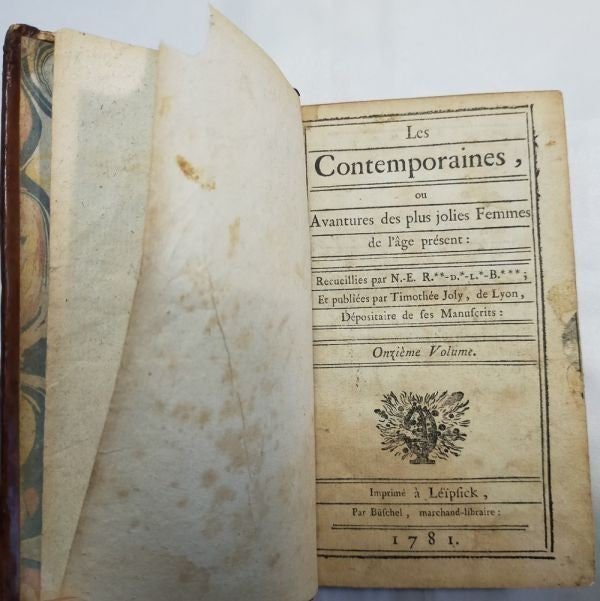 Les
Contemporaines,
ou
Avantures des plus jolies Femmes
de l'âge présent:
Recueillies par N.-E. R.**-D.*-L.*-B.***;
Et publiées par Timothée Joly, de Lyon,
Dépositaire de ſes Manuſcrits:
Onzième Volume.
Imprimé à Léipſick,
Par Büſchel, marchand-libraire:
1781.